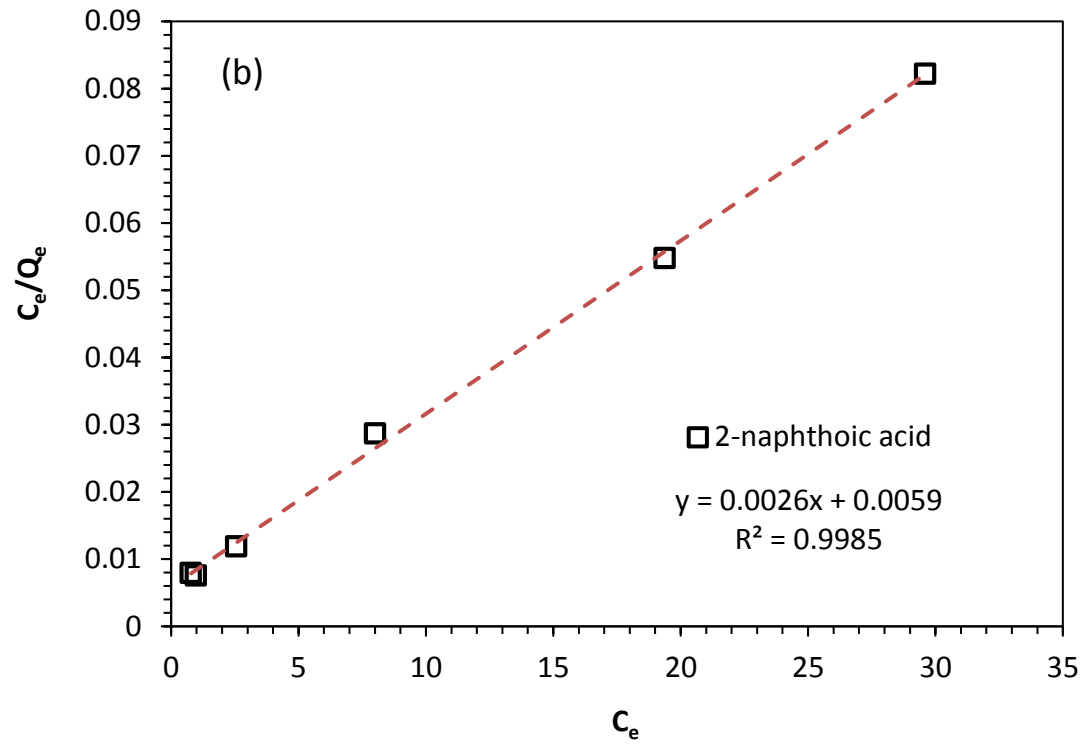 (b)
0.09
0.08
0.07
0.06
0.05
0.04
0.03
0.02
0.01
0
Cₑ/Qₑ
2-naphthoic acid
y = 0.0026x + 0.0059
R² = 0.9985
0 5 10 15 20 25 30 35
Cₑ